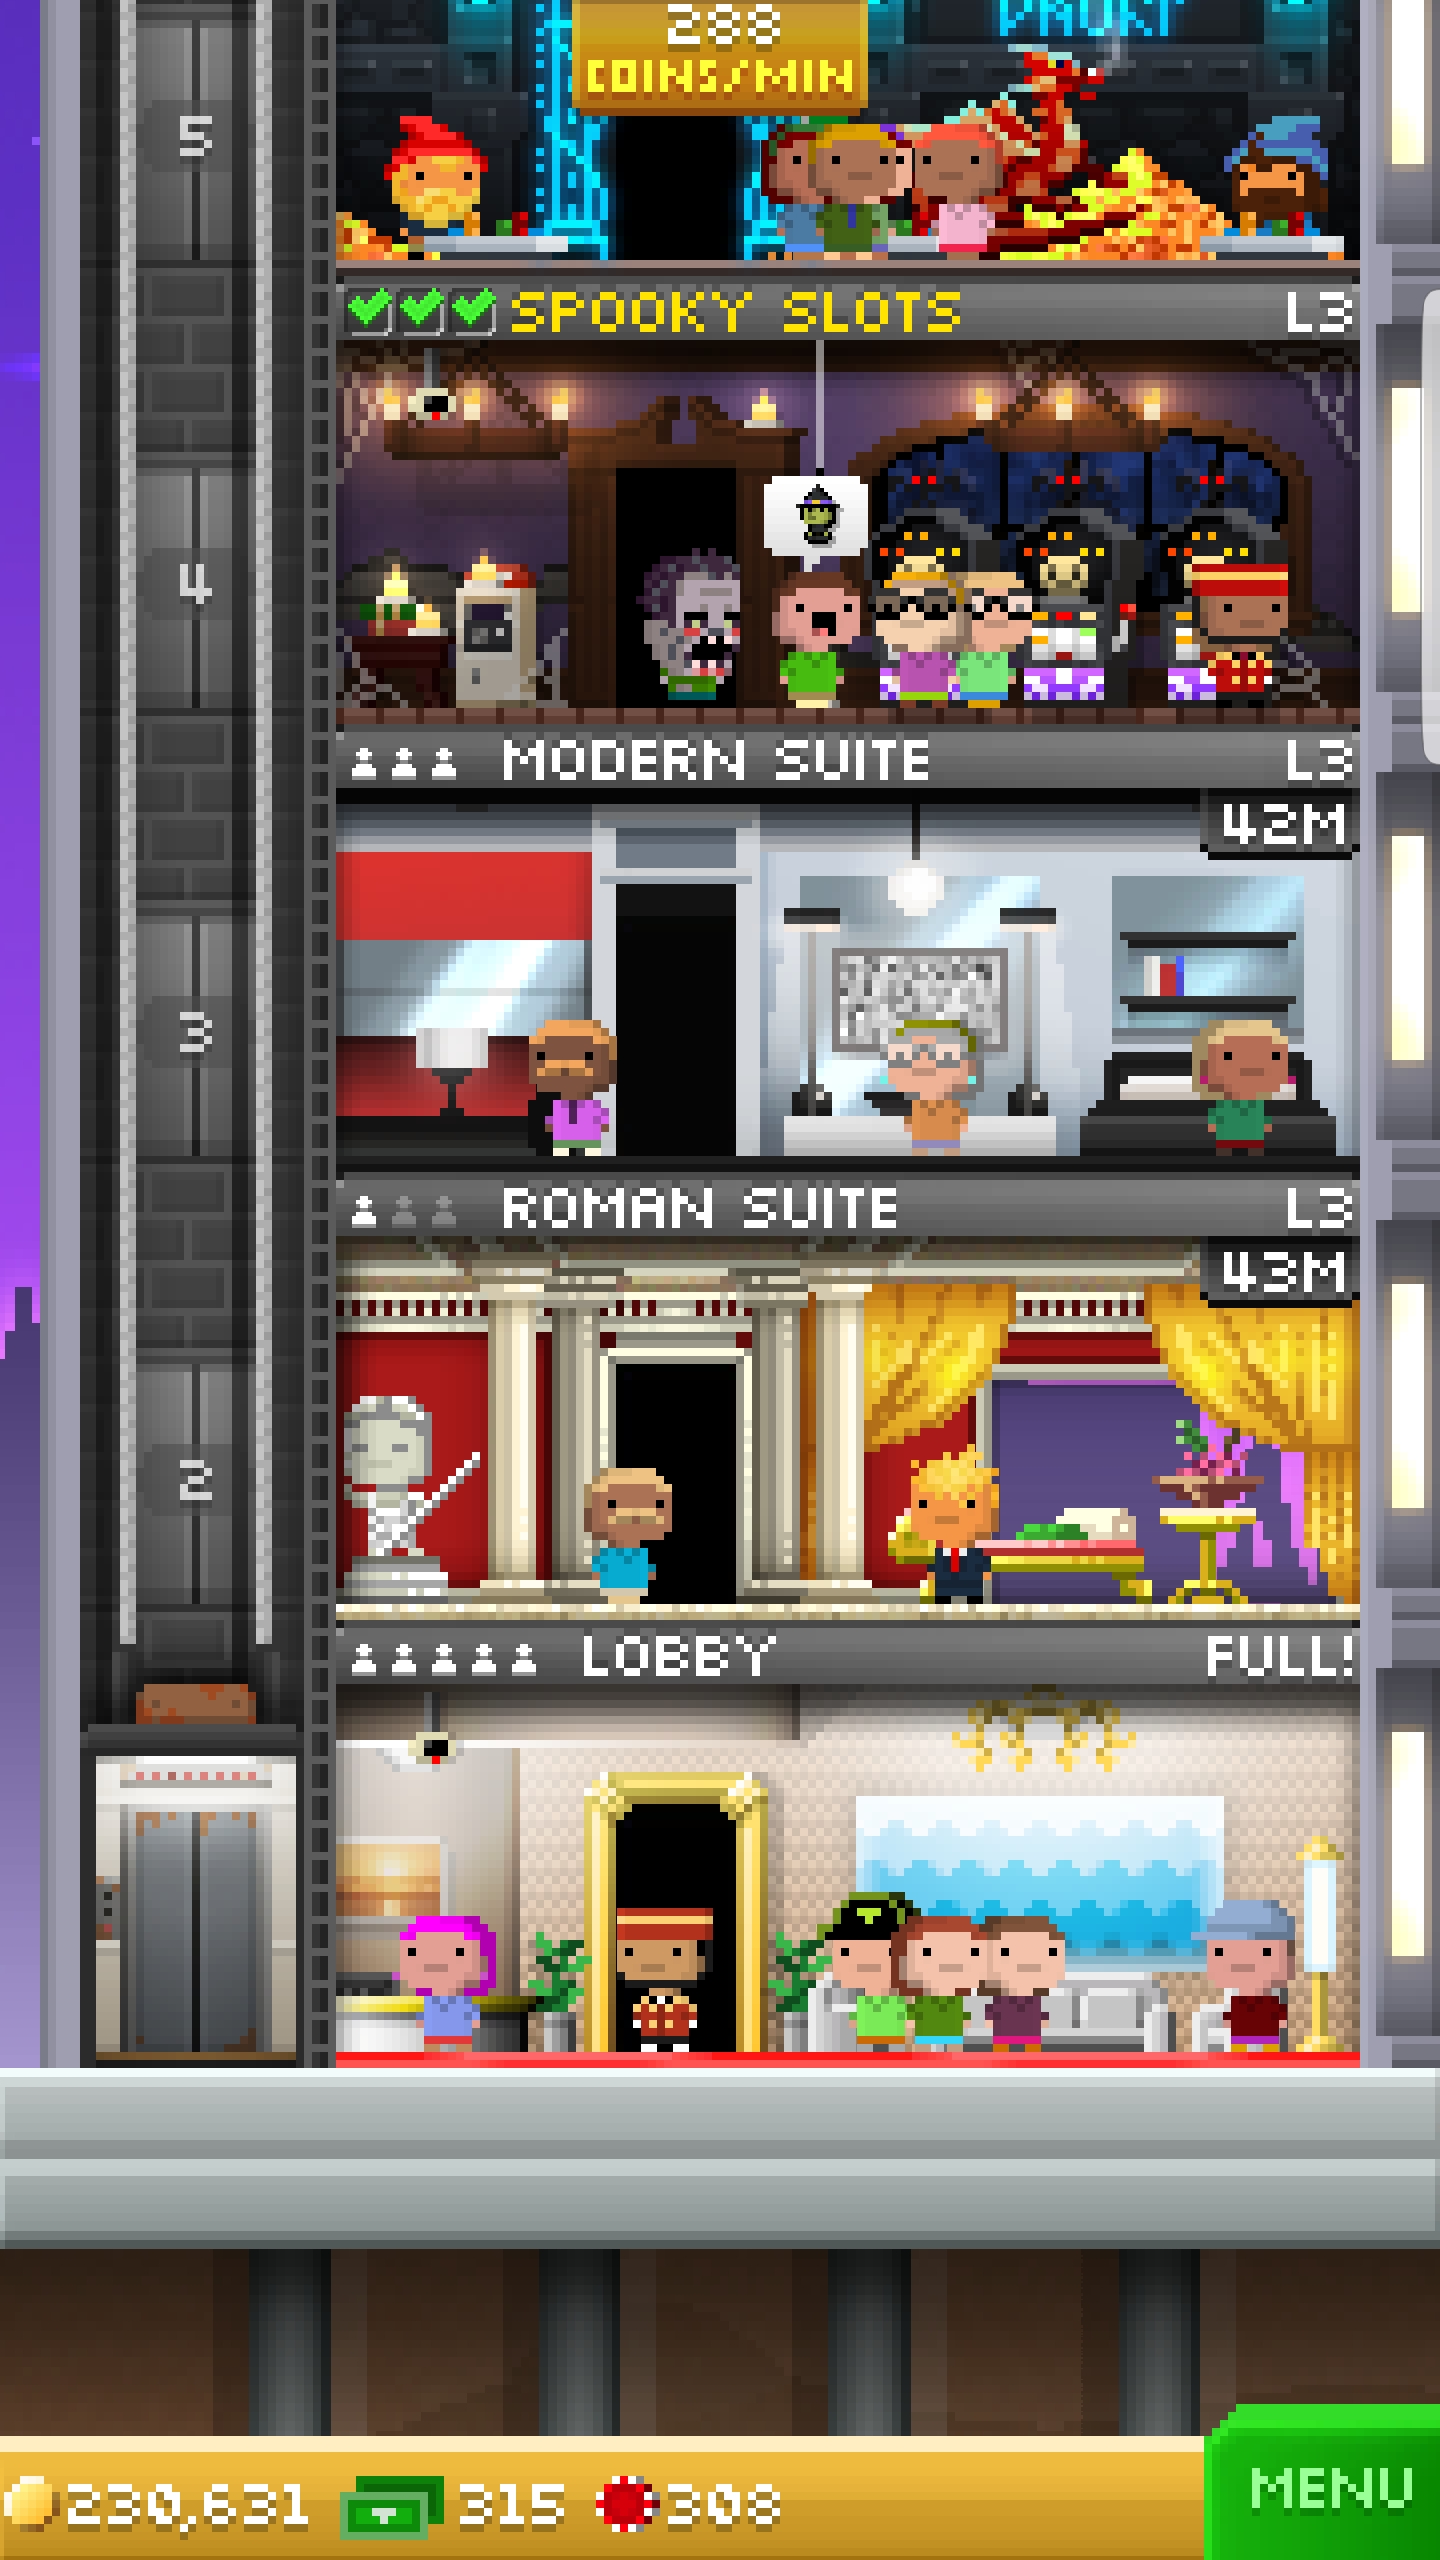 288
COINS/MIN
5
SPOOKY SLOTS L3
4
MODERN SUITE L3
42M
3
ROMAN SUITE L3
43M
2
LOBBY FULL!
230,631 315 308
MENU